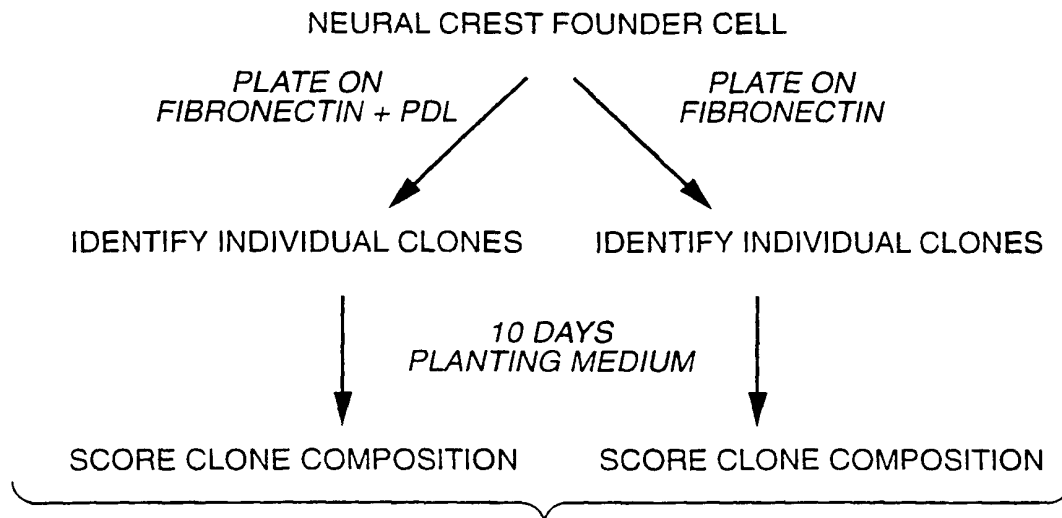 NEURAL CREST FOUNDER CELL
PLATE ON
FIBRONECTIN + PDL
PLATE ON
FIBRONECTIN
IDENTIFY INDIVIDUAL CLONES
IDENTIFY INDIVIDUAL CLONES
10 DAYS
PLANTING MEDIUM
SCORE CLONE COMPOSITION
SCORE CLONE COMPOSITION